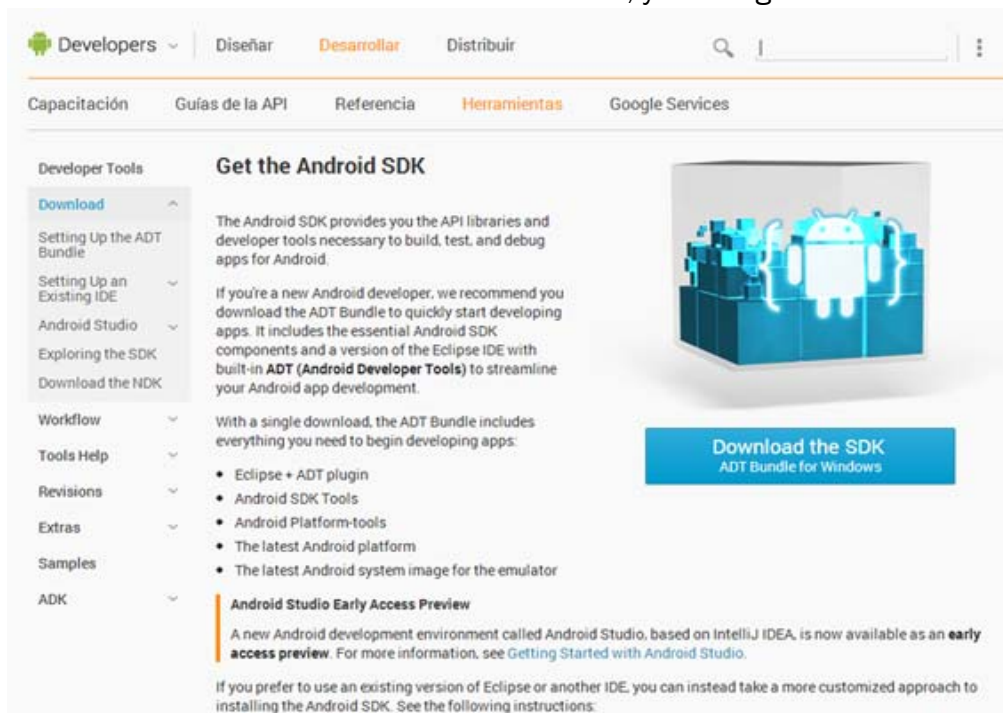 Developers
Diseñar
Desarrollar
Distribuir
Capacitación
Guías de la API
Referencia
Herramientas
Google Services
Developer Tools
Download
Setting Up the ADT
Bundle
Setting Up an
Existing IDE
Android Studio
Exploring the SDK
Download the NDK
Workflow
Tools Help
Revisions
Extras
Samples
ADK
Get the Android SDK
The Android SDK provides you the API libraries and
developer tools necessary to build, test, and debug
apps for Android.
If you're a new Android developer, we recommend you
download the ADT Bundle to quickly start developing
apps. It includes the essential Android SDK
components and a version of the Eclipse IDE with
built-in ADT (Android Developer Tools) to streamline
your Android app development.
With a single download, the ADT Bundle includes
everything you need to begin developing apps:
• Eclipse + ADT plugin
• Android SDK Tools
• Android Platform-tools
• The latest Android platform
• The latest Android system image for the emulator
Download the SDK
ADT Bundle for Windows
Android Studio Early Access Preview
A new Android development environment called Android Studio, based on IntelliJ IDEA, is now available as an early
access preview. For more information, see Getting Started with Android Studio.
If you prefer to use an existing version of Eclipse or another IDE, you can instead take a more customized approach to
installing the Android SDK. See the following instructions: